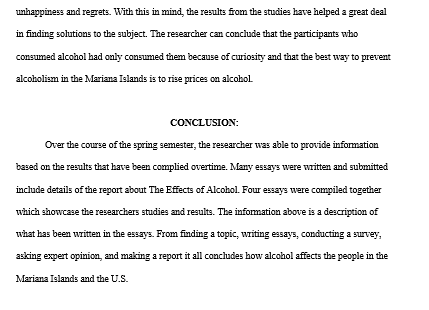 unhappiness and regrets. With this in mind, the results from the studies have helped a great deal
in finding solutions to the subject. The researcher can conclude that the participants who
consumed alcohol had only consumed them because of curiosity and that the best way to prevent
alcoholism in the Mariana Islands is to rise prices on alcohol.
CONCLUSION:
Over the course of the spring semester, the researcher was able to provide information
based on the results that have been complied overtime. Many essays were written and submitted
include details of the report about The Effects of Alcohol. Four essays were compiled together
which showcase the researchers studies and results. The information above is a description of
what has been written in the essays. From finding a topic, writing essays, conducting a survey,
asking expert opinion, and making a report it all concludes how alcohol affects the people in the
Mariana Islands and the U.S.